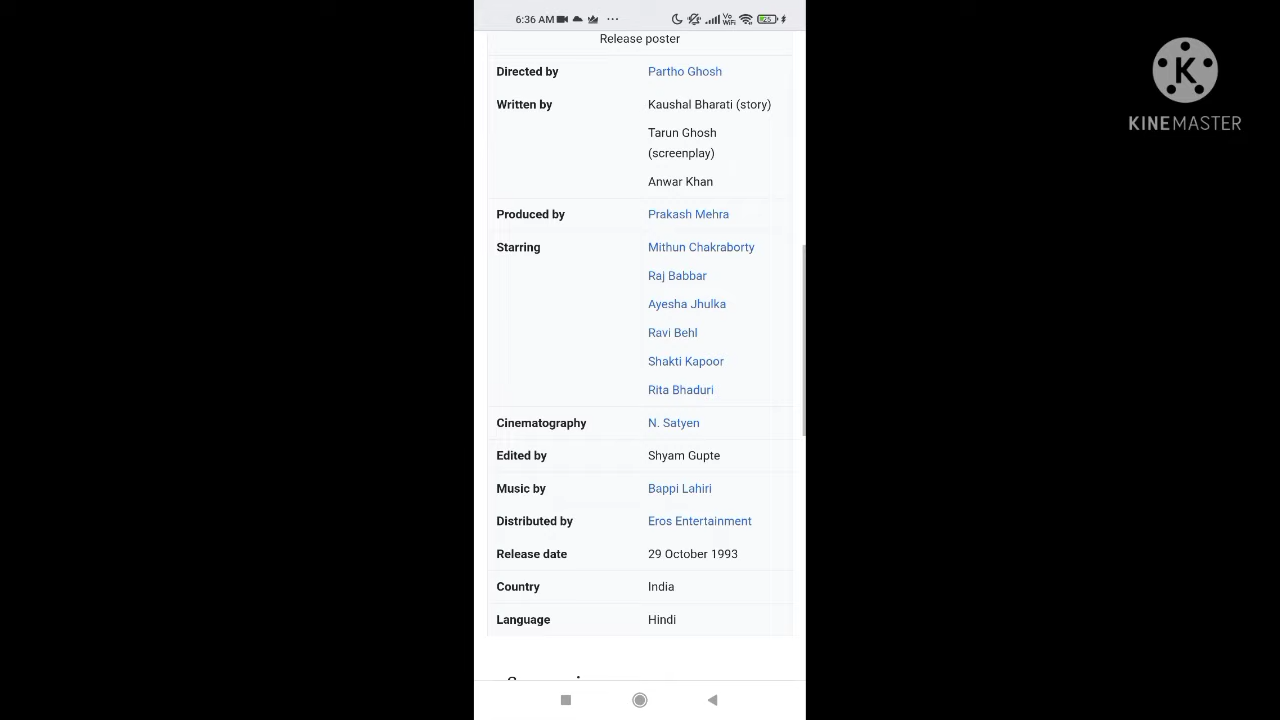 6:36 AM
Vo
WiFi
25
Release poster
Directed by
Partho Ghosh
Written by
Kaushal Bharati (story)
Tarun Ghosh
(screenplay)
Anwar Khan
Produced by
Prakash Mehra
Starring
Mithun Chakraborty
Raj Babbar
Ayesha Jhulka
Ravi Behl
Shakti Kapoor
Rita Bhaduri
Cinematography
N. Satyen
Edited by
Shyam Gupte
Music by
Bappi Lahiri
Distributed by
Eros Entertainment
Release date
29 October 1993
Country
India
Language
Hindi
K
KINEMASTER